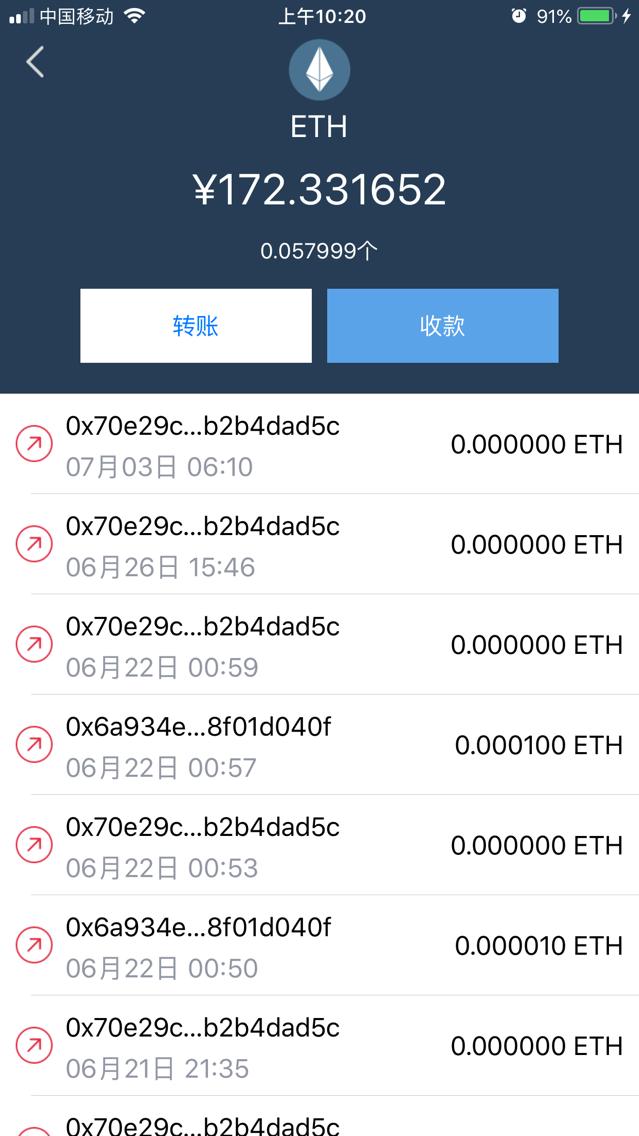 中国移动 上午10:20 91%
ETH
¥172.331652
0.057999个
转账 收款
0x70e29c...b2b4dad5c
0.000000 ETH
07月03日 06:10
0x70e29c...b2b4dad5c
0.000000 ETH
06月26日 15:46
0x70e29c...b2b4dad5c
0.000000 ETH
06月22日 00:59
0x6a934e...8f01d040f
0.000100 ETH
06月22日 00:57
0x70e29c...b2b4dad5c
0.000000 ETH
06月22日 00:53
0x6a934e...8f01d040f
0.000010 ETH
06月22日 00:50
0x70e29c...b2b4dad5c
0.000000 ETH
06月21日 21:35
0x70e29c...b2b4dad5c